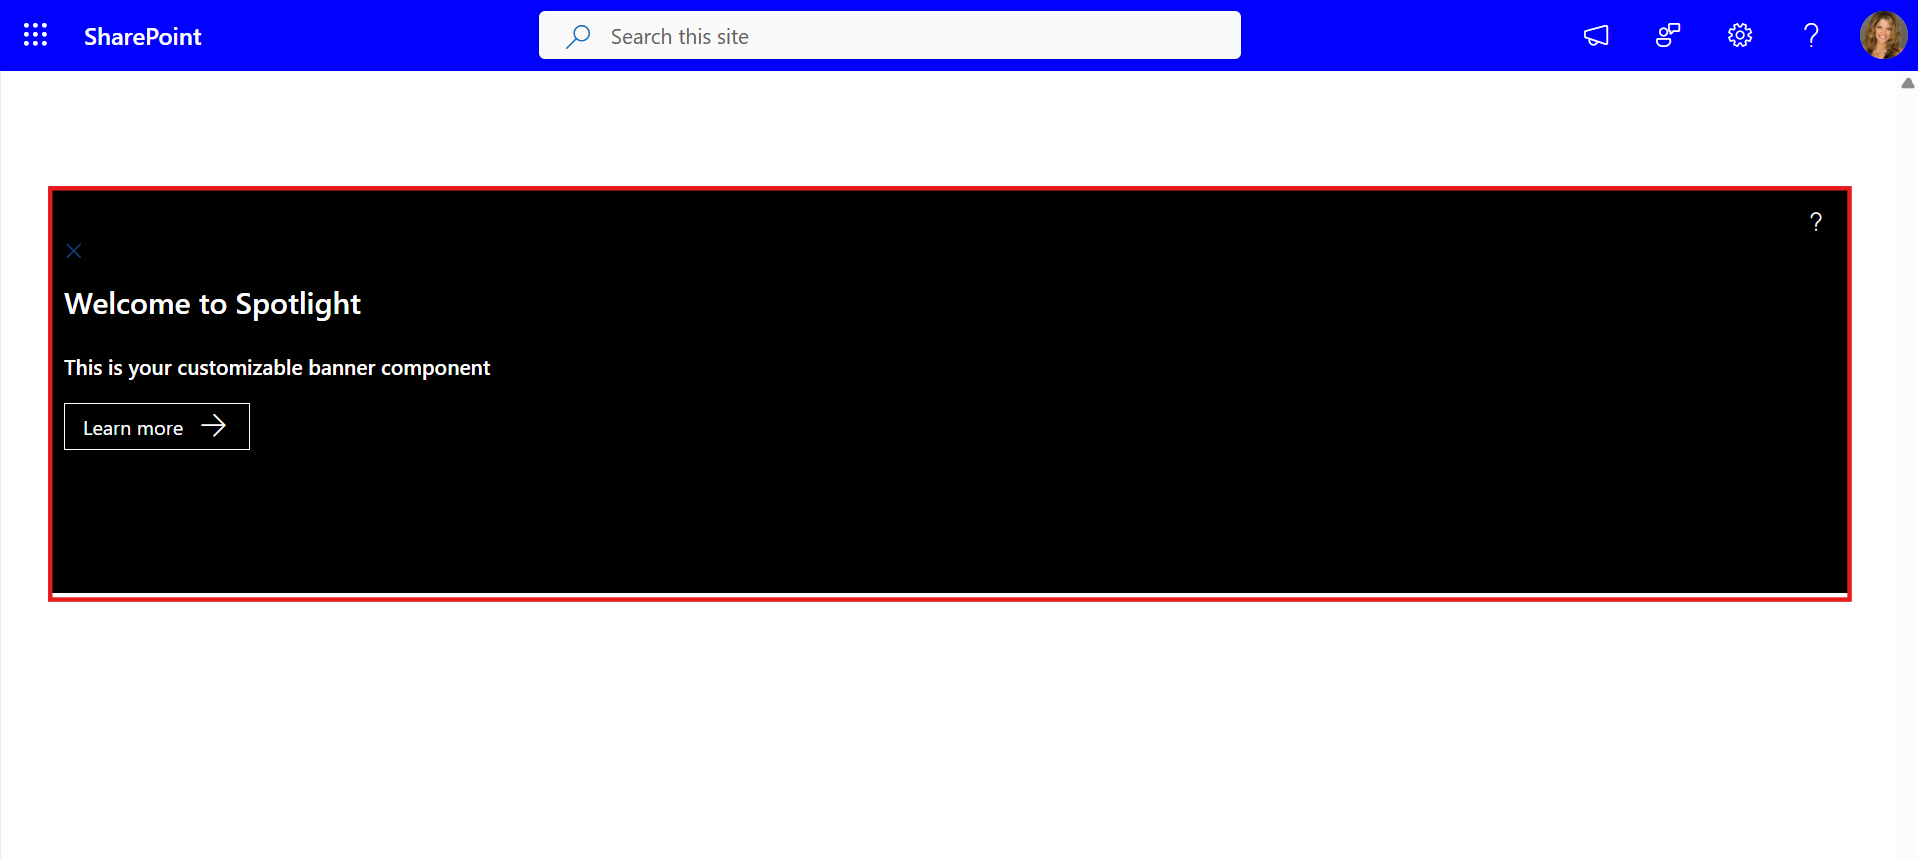 SharePoint
Search this site
?
?
Welcome to Spotlight
This is your customizable banner component
Learn more